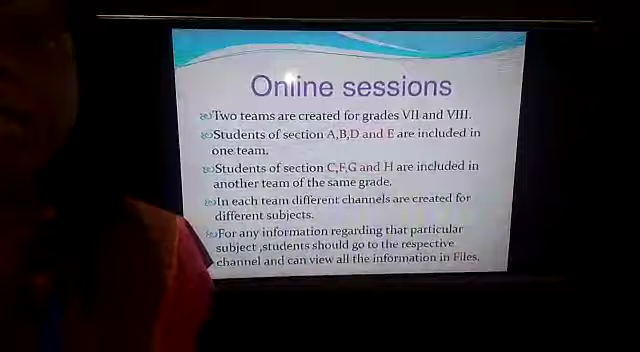 Online sessions
Two teams are created for grades VII and VIII.
Students of section A,B,D and E are included in
one team.
Students of section C,F,G and H are included in
another team of the same grade.
In each team different channels are created for
different subjects.
For any information regarding that particular
subject ,students should go to the respective
channel and can view all the information in Files.